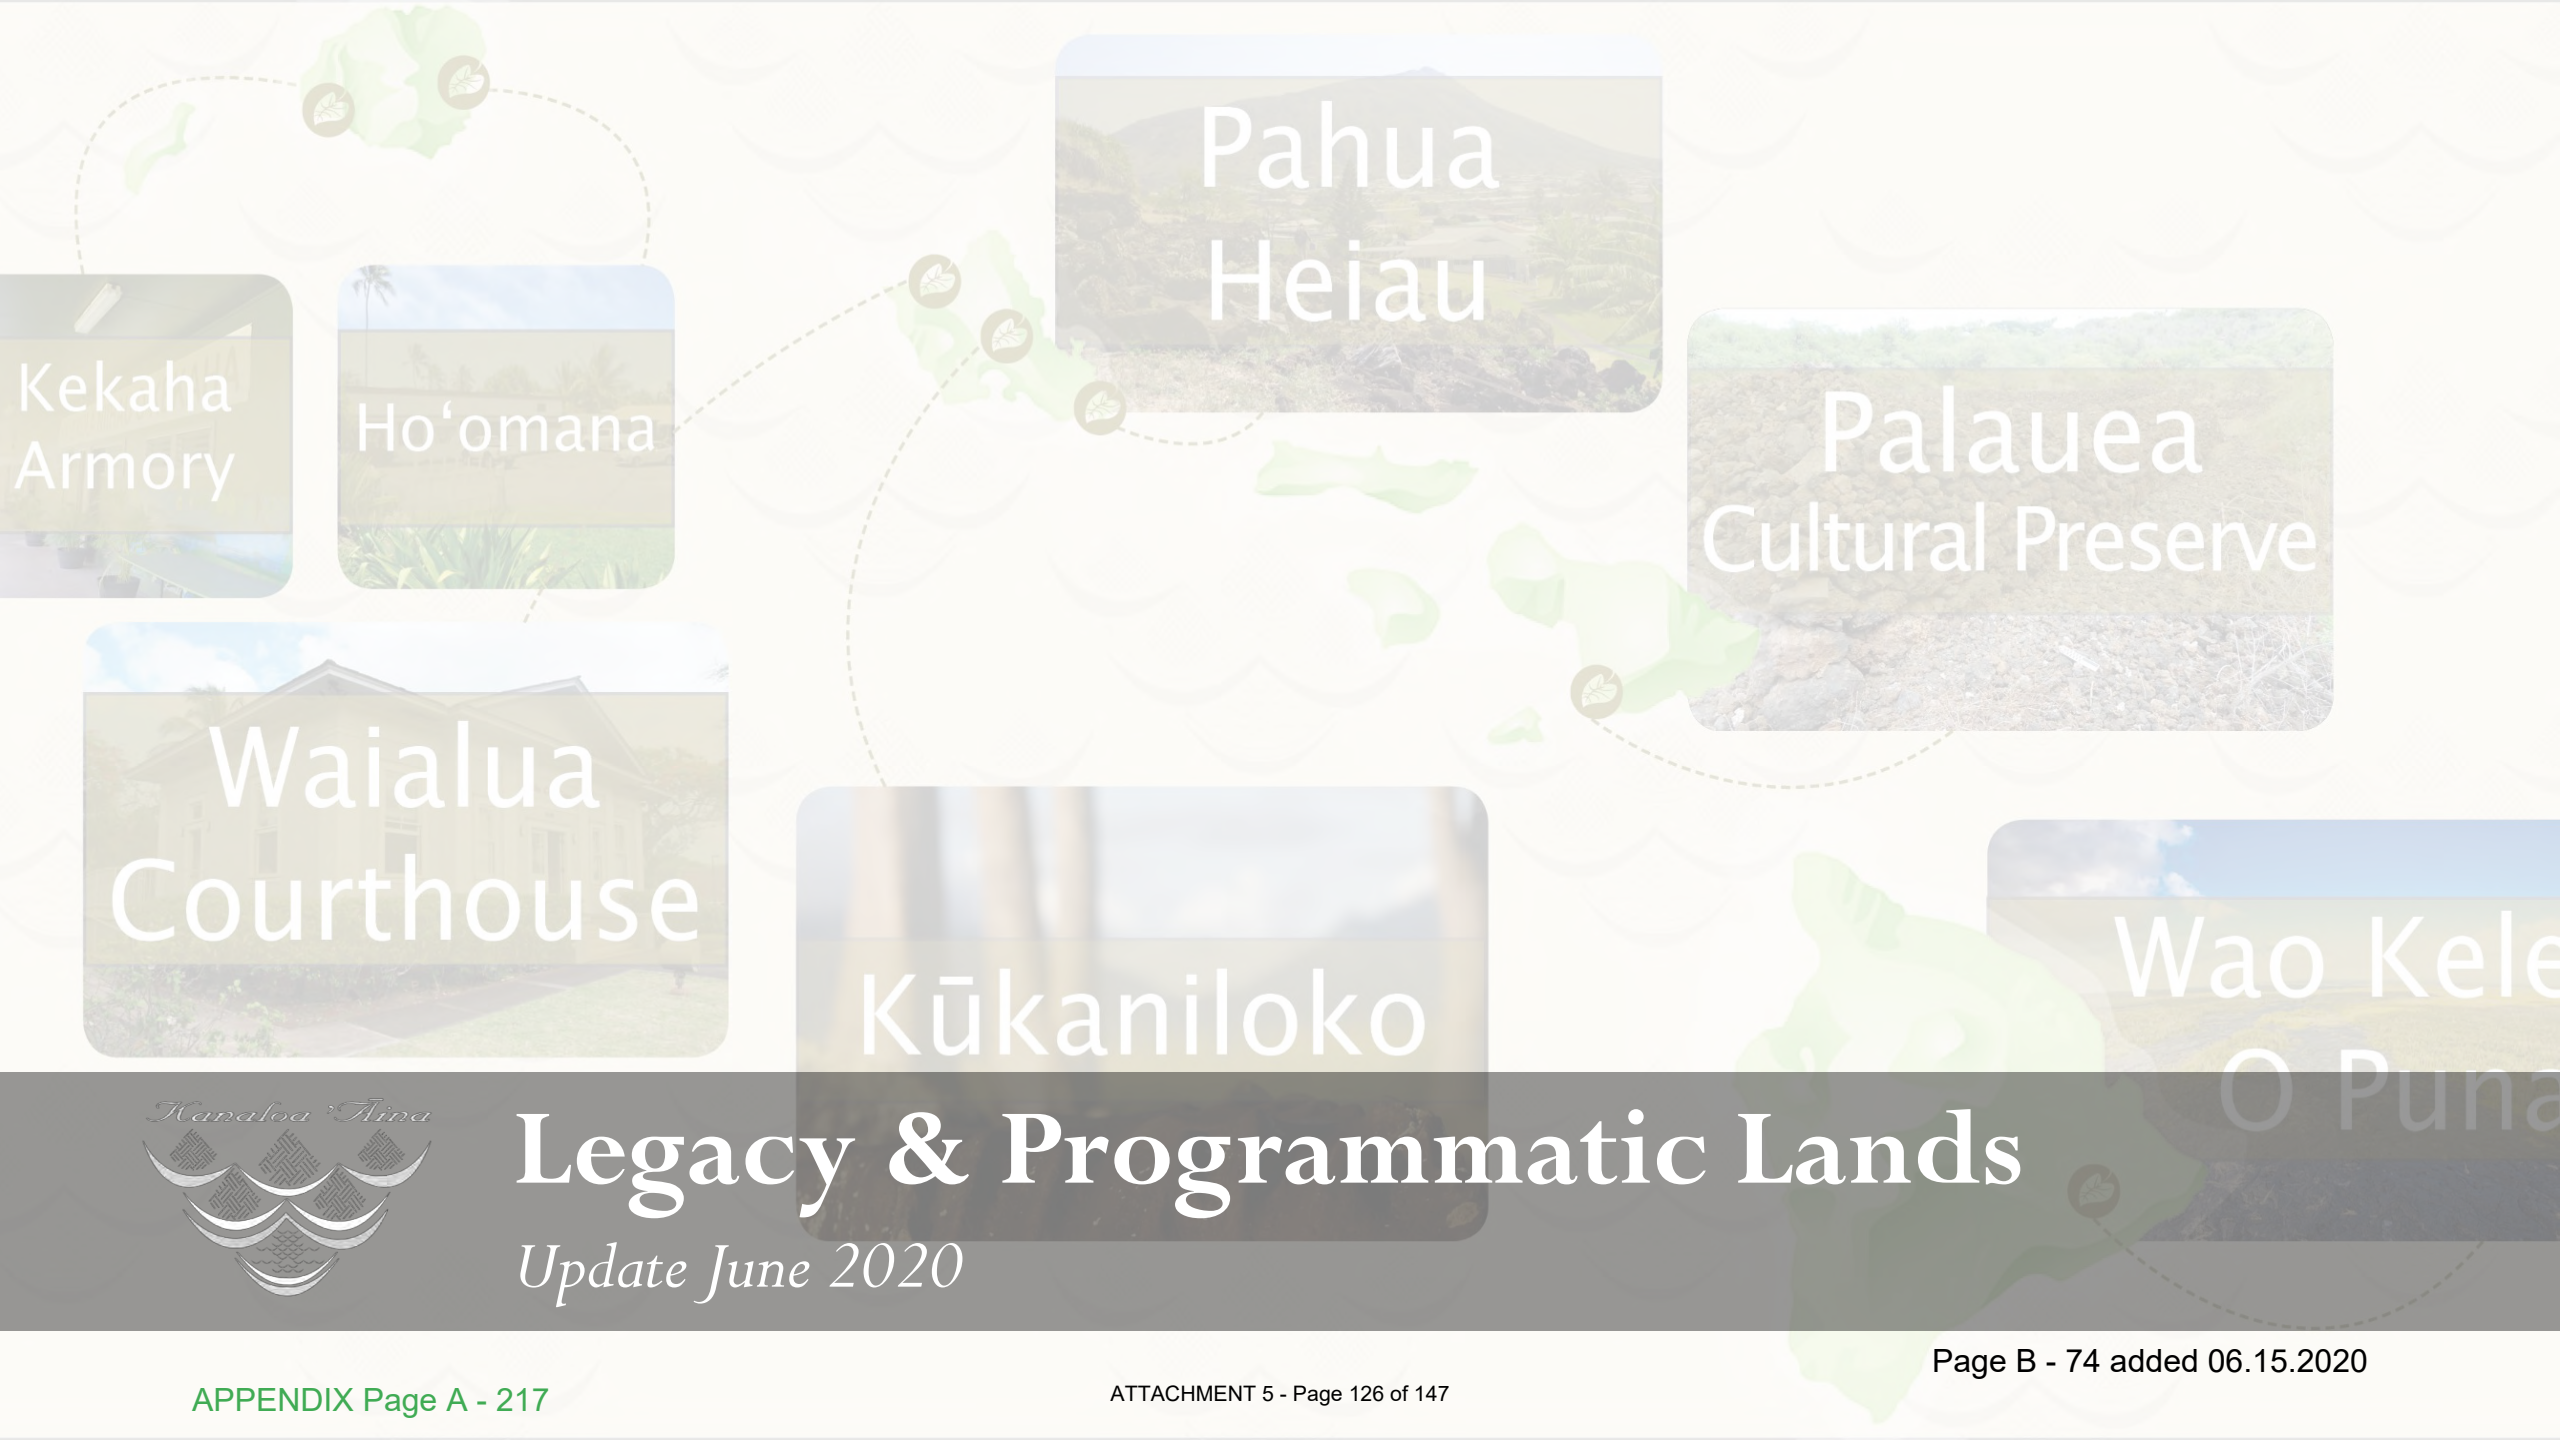 Pahua
Heiau
Kekaha
Armory
Hoʻomana
Palauea
Cultural Preserve
Waialua
Courthouse
Kūkaniloko
Wao Kele
O Puna
Kanaloa ʻĀina
Legacy & Programmatic Lands
Update June 2020
Page B - 74 added 06.15.2020
APPENDIX Page A - 217
ATTACHMENT 5 - Page 126 of 147